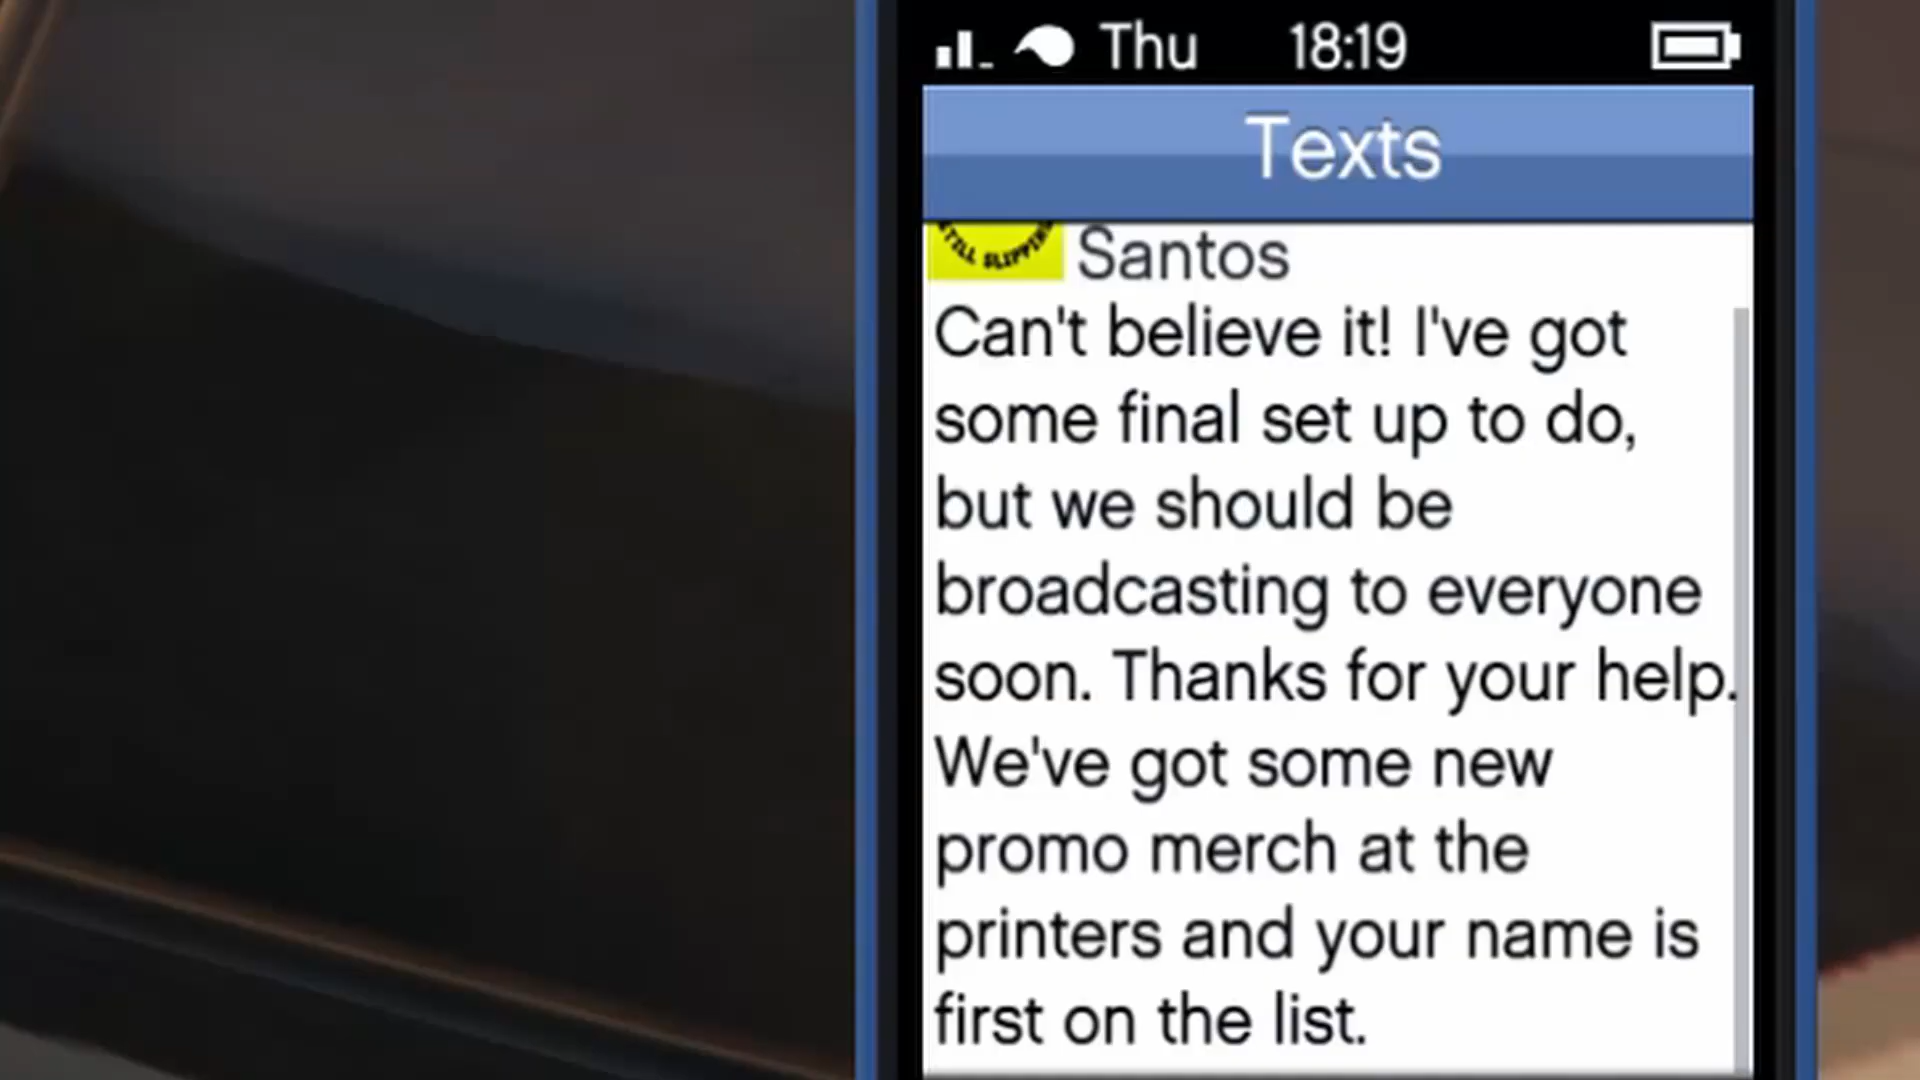 Thu 18:19
Texts
STILL SLIPPING
Santos
Can't believe it! I've got
some final set up to do,
but we should be
broadcasting to everyone
soon. Thanks for your help.
We've got some new
promo merch at the
printers and your name is
first on the list.